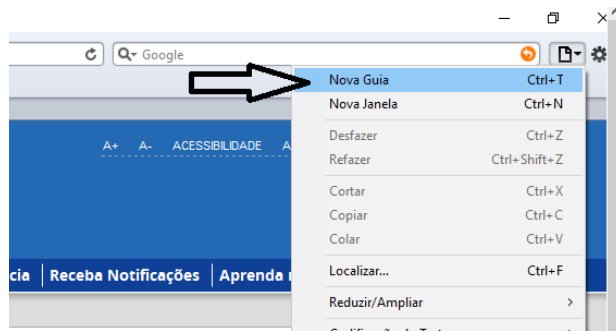 Google
Nova Guia Ctrl+T
Nova Janela Ctrl+N
Desfazer Ctrl+Z
Refazer Ctrl+Shift+Z
Cortar Ctrl+X
Copiar Ctrl+C
Colar Ctrl+V
Localizar... Ctrl+F
Reduzir/Ampliar
A+ A- ACESSIBILIDADE A
cia Receba Notificações Aprenda